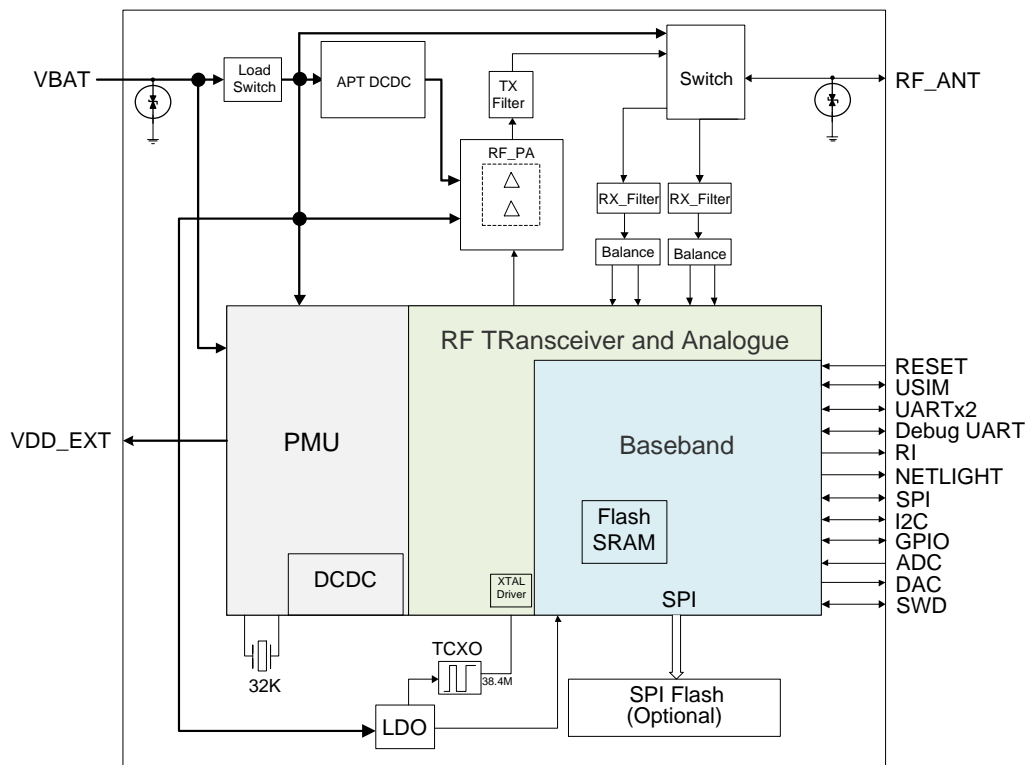 VBAT
Load
Switch
APT DCDC
TX
Filter
Switch
RF_ANT
RF_PA
RX_Filter
RX_Filter
Balance
Balance
RF TRansceiver and Analogue
RESET
USIM
UARTx2
Debug UART
RI
NETLIGHT
SPI
I2C
GPIO
ADC
DAC
SWD
VDD_EXT
PMU
Baseband
Flash
SRAM
DCDC
XTAL
Driver
SPI
32K
TCXO
38.4M
LDO
SPI Flash
(Optional)